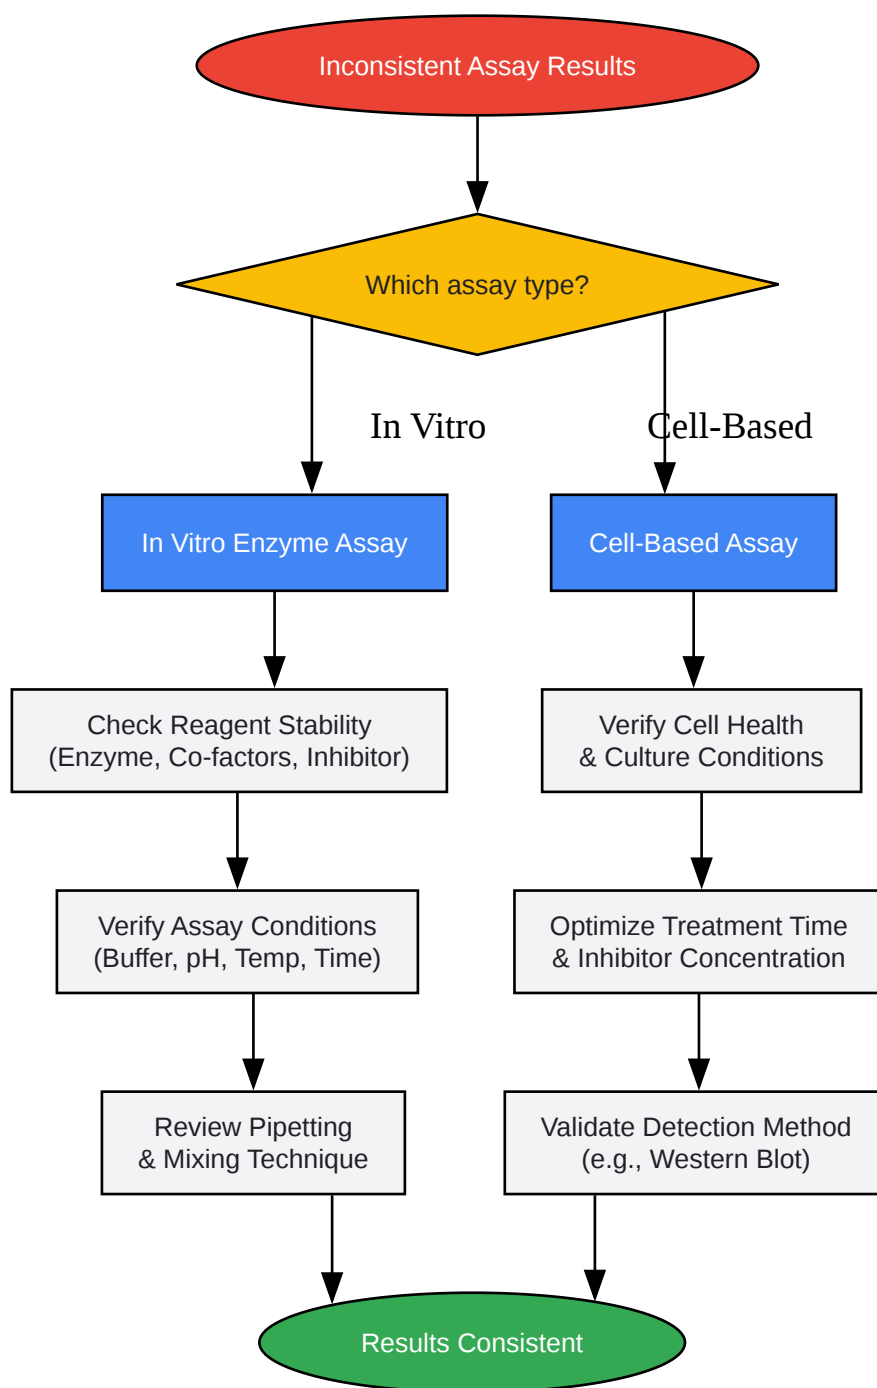 Inconsistent Assay Results
Which assay type?
In Vitro
Cell-Based
In Vitro Enzyme Assay
Cell-Based Assay
Check Reagent Stability
(Enzyme, Co-factors, Inhibitor)
Verify Cell Health
& Culture Conditions
Verify Assay Conditions
(Buffer, pH, Temp, Time)
Optimize Treatment Time
& Inhibitor Concentration
Review Pipetting
& Mixing Technique
Validate Detection Method
(e.g., Western Blot)
Results Consistent